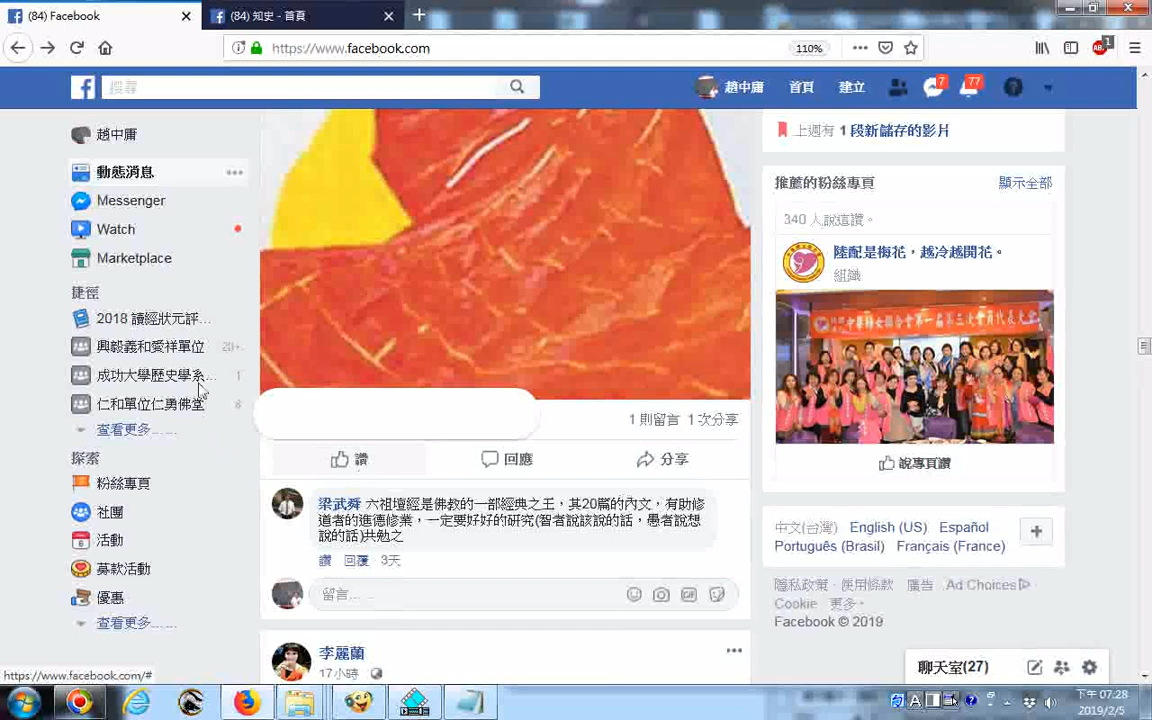 (84) Facebook
(84) 知史 - 首頁
https://www.facebook.com
110%
1
搜尋
趙中庸
首頁
建立
7
77
趙中庸
動態消息
Messenger
Watch
Marketplace
捷徑
2018 讀經狀元評...
興毅義和愛祥單位 20+
成功大學歷史學系... 1
仁和單位仁勇佛堂 6
查看更多......
探索
粉絲專頁
社團
活動
募款活動
優惠
查看更多......
https://www.facebook.com/#
1 則留言 1 次分享
讚
回應
分享
梁武舜 六祖壇經是佛教的一部經典之王，其20篇的內文，有助修
道者的進德修業，一定要好好的研究(智者說該說的話，愚者說想
說的話)共勉之
讚 回覆 3天
留言......
GIF
李麗蘭
17小時
上週有 1 段新儲存的影片
推薦的粉絲專頁
顯示全部
340 人說這讚。
陸配是梅花，越冷越開花。
組織
說專頁讚
中文(台灣) English (US) Español
Português (Brasil) Français (France)
隱私政策 · 使用條款 · 廣告 · Ad Choices
Cookie · 更多
Facebook © 2019
聊天室(27)
下午 07:28
2019/2/5